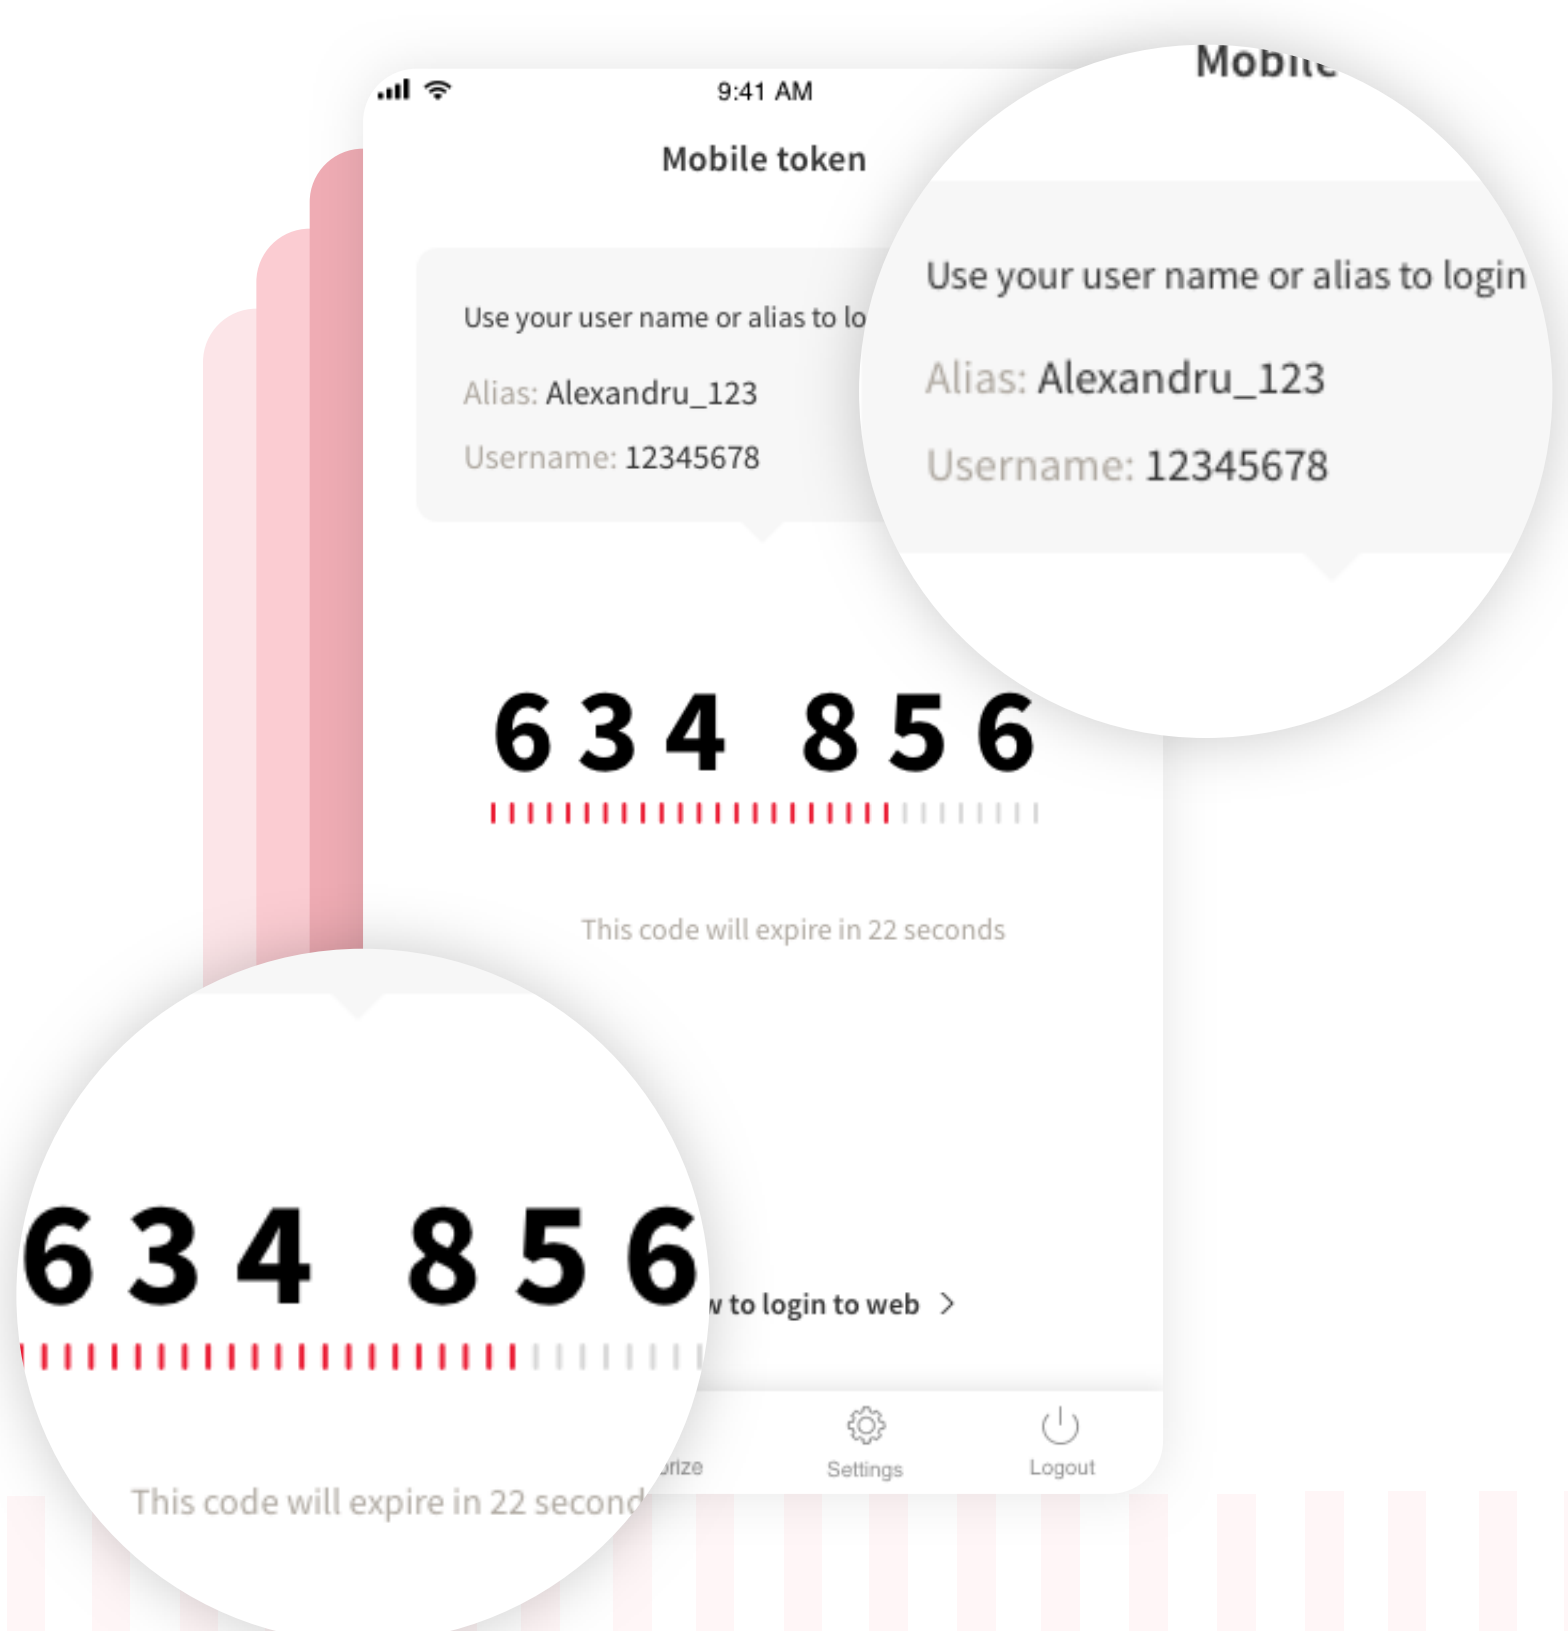 9:41 AM
Mobile token
Use your user name or alias to lo
Alias: Alexandru_123
Username: 12345678
Mobile
Use your user name or alias to login
Alias: Alexandru_123
Username: 12345678
634 856
This code will expire in 22 seconds
634 856
This code will expire in 22 second
w to login to web
orize
Settings
Logout